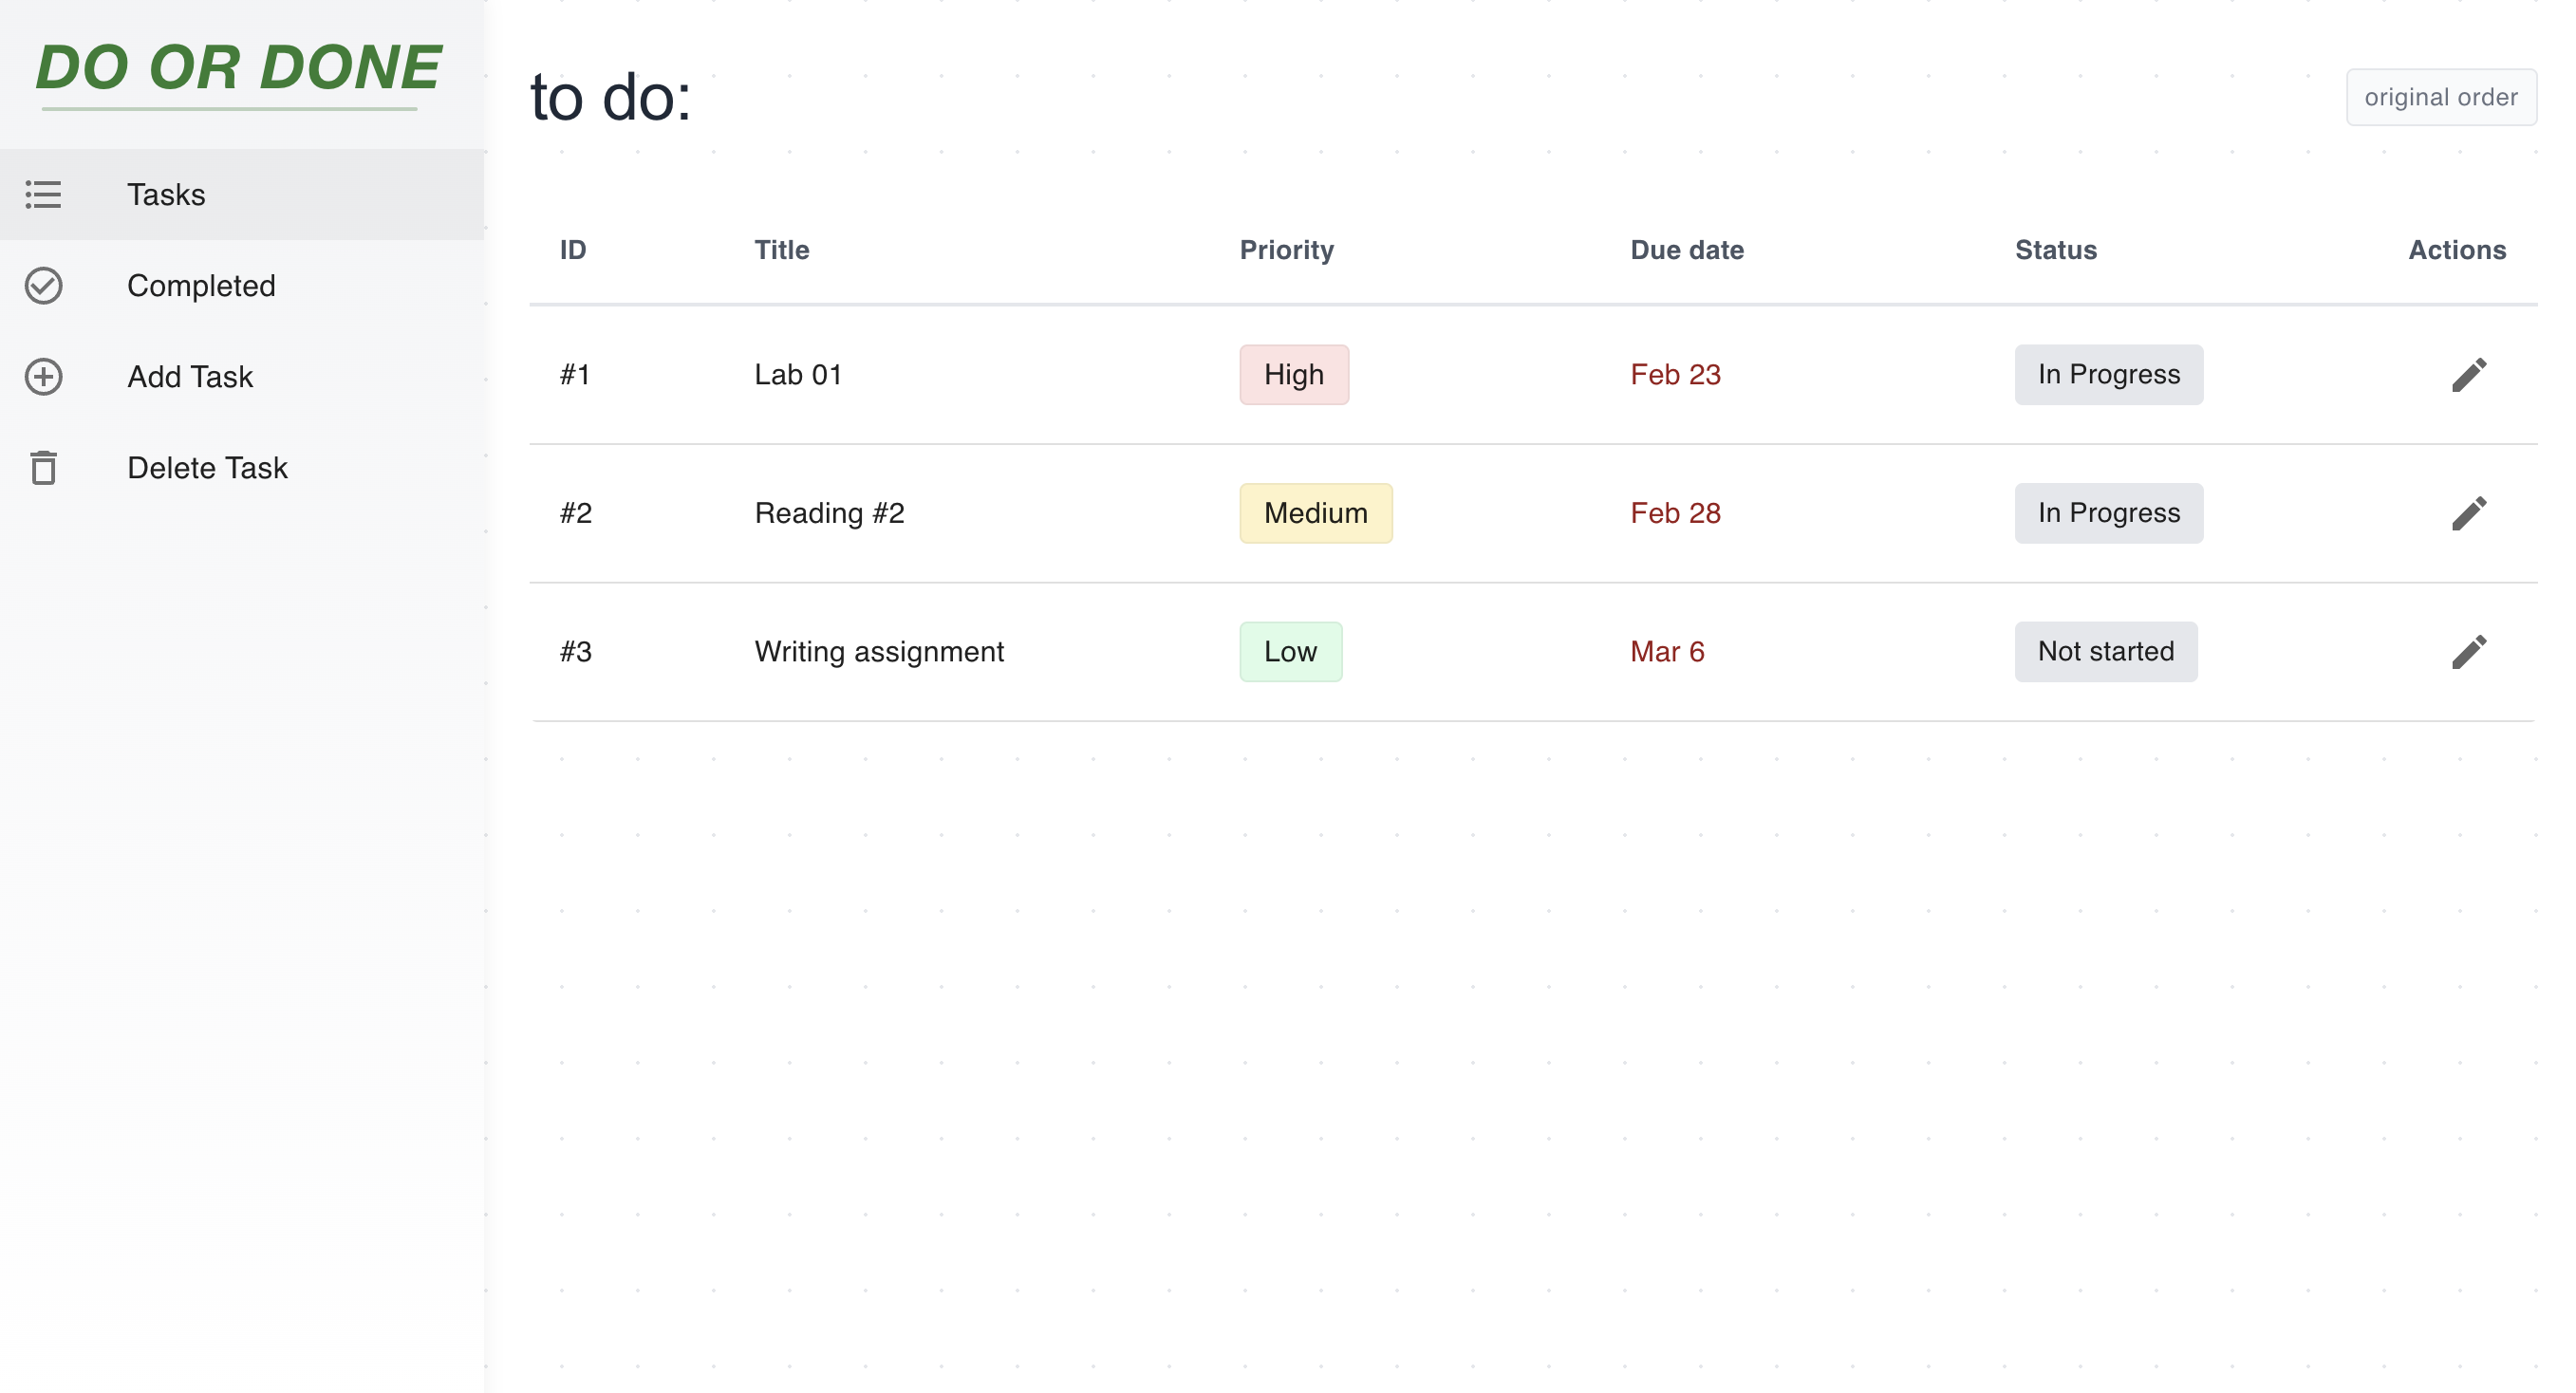 DO OR DONE
Tasks
Completed
Add Task
Delete Task
to do:
original order
ID Title Priority Due date Status Actions
#1 Lab 01 High Feb 23 In Progress
#2 Reading #2 Medium Feb 28 In Progress
#3 Writing assignment Low Mar 6 Not started